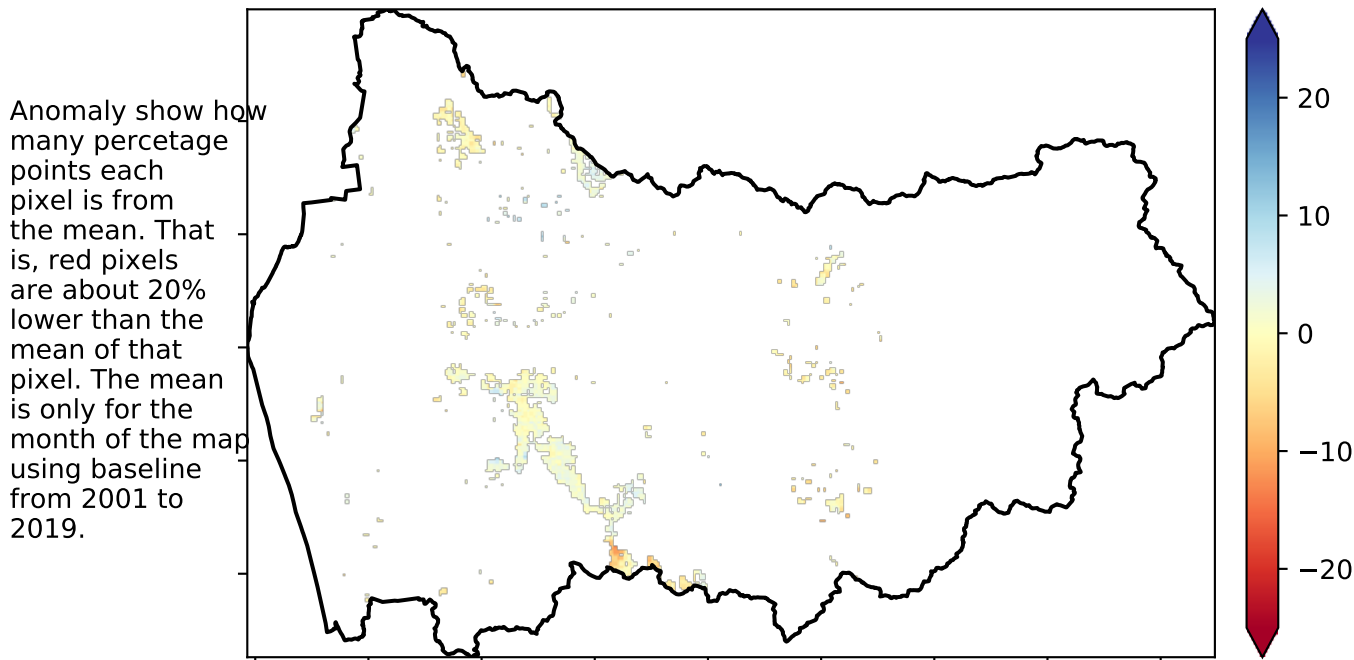 Anomaly show how
many percetage
points each
pixel is from
the mean. That
is, red pixels
are about 20%
lower than the
mean of that
pixel. The mean
is only for the
month of the map
using baseline
from 2001 to
2019.
20
10
0
−10
−20